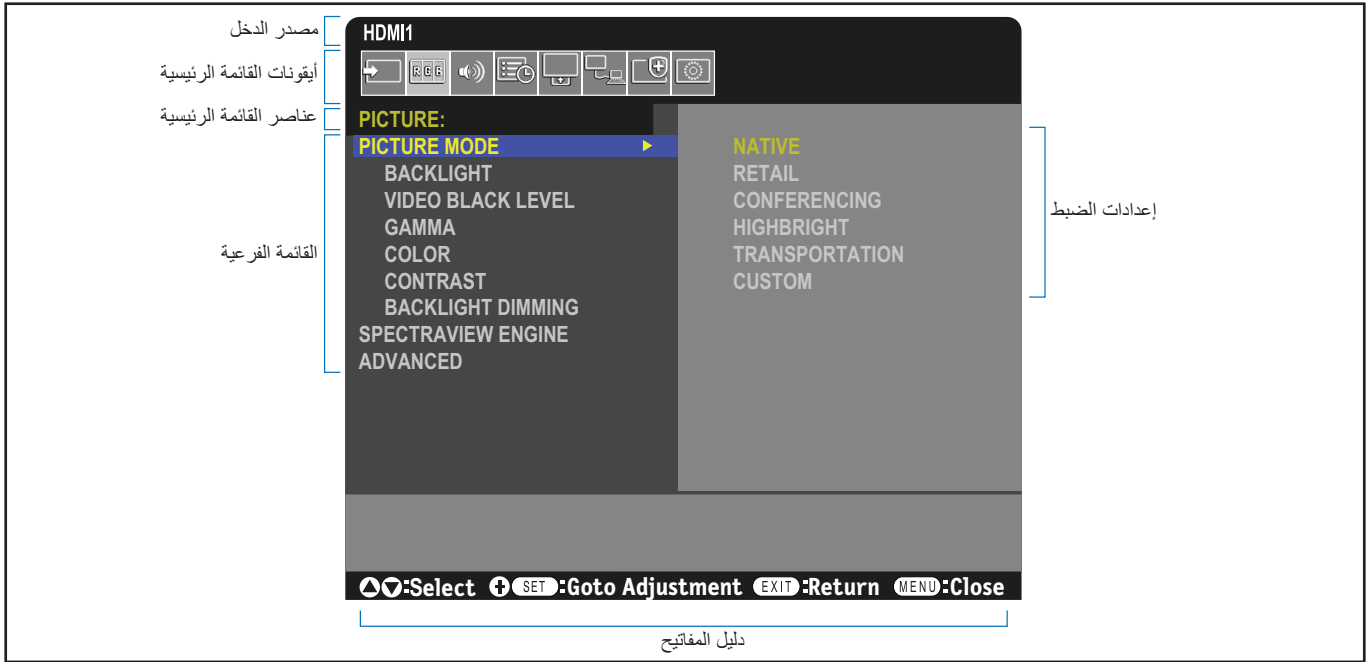 مصدر الدخل
HDMI1
أيقونات القائمة الرئيسية
RGB
عناصر القائمة الرئيسية
PICTURE:
القائمة الفرعية
PICTURE MODE
BACKLIGHT
VIDEO BLACK LEVEL
GAMMA
COLOR
CONTRAST
BACKLIGHT DIMMING
SPECTRAVIEW ENGINE
ADVANCED
NATIVE
RETAIL
CONFERENCING
HIGHBRIGHT
TRANSPORTATION
CUSTOM
إعدادات الضبط
:Select SET:Goto Adjustment EXIT:Return MENU:Close
دليل المفاتيح